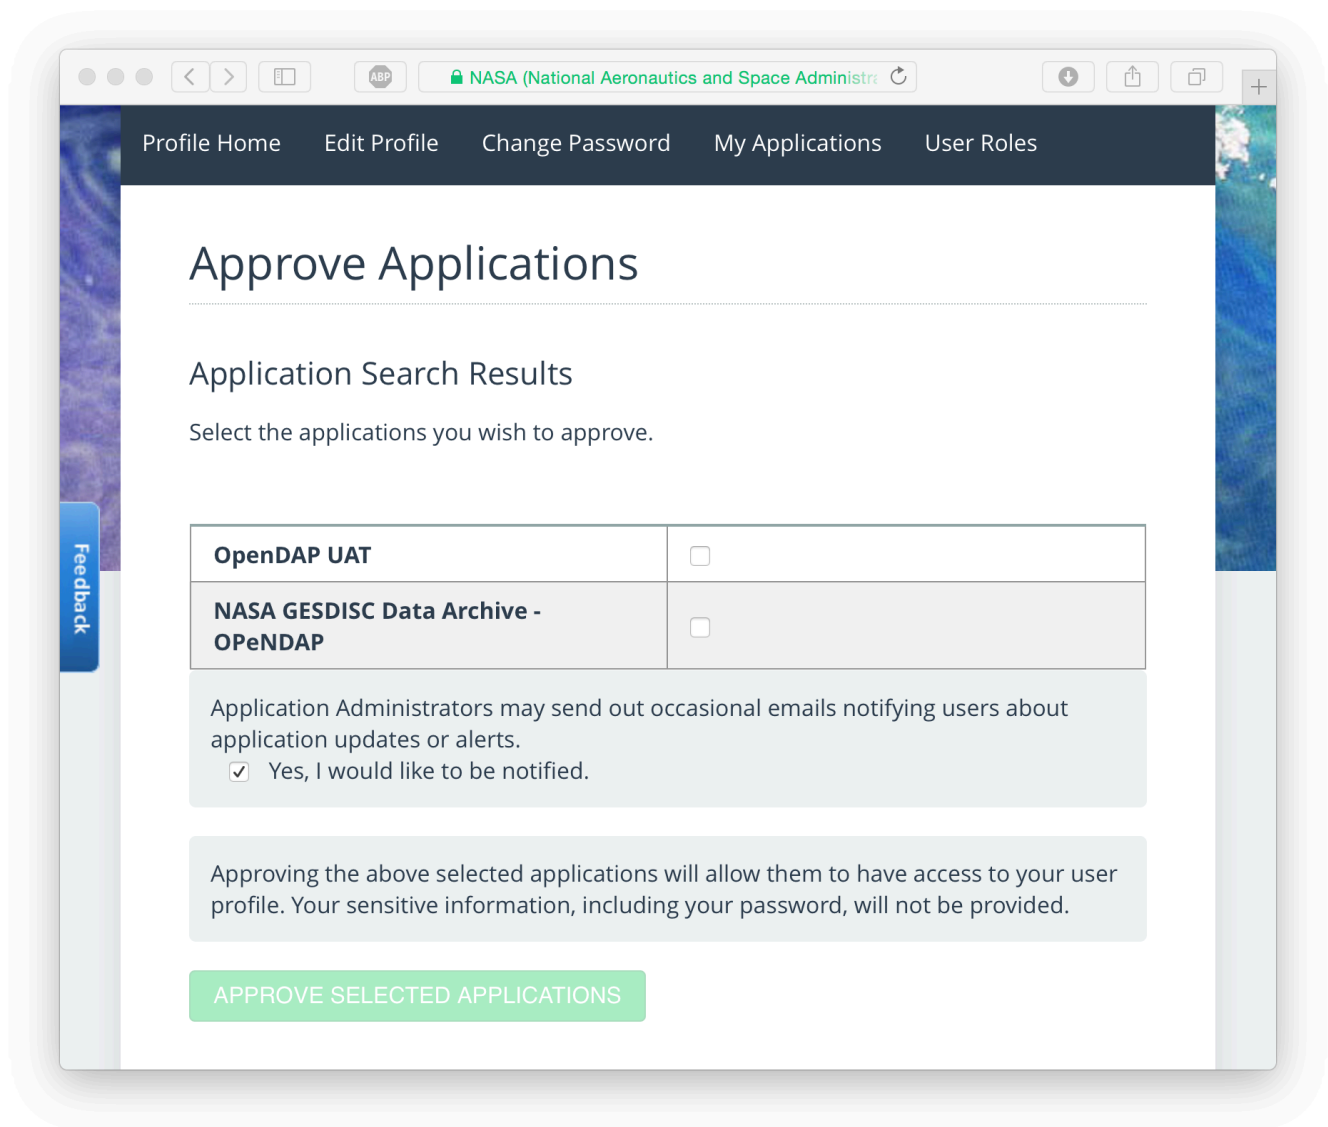 ABP
NASA (National Aeronautics and Space Administra
Profile Home Edit Profile Change Password My Applications User Roles
Approve Applications
Application Search Results
Select the applications you wish to approve.
Feedback
OpenDAP UAT
NASA GESDISC Data Archive -
OPeNDAP
Application Administrators may send out occasional emails notifying users about
application updates or alerts.
Yes, I would like to be notified.
Approving the above selected applications will allow them to have access to your user
profile. Your sensitive information, including your password, will not be provided.
APPROVE SELECTED APPLICATIONS